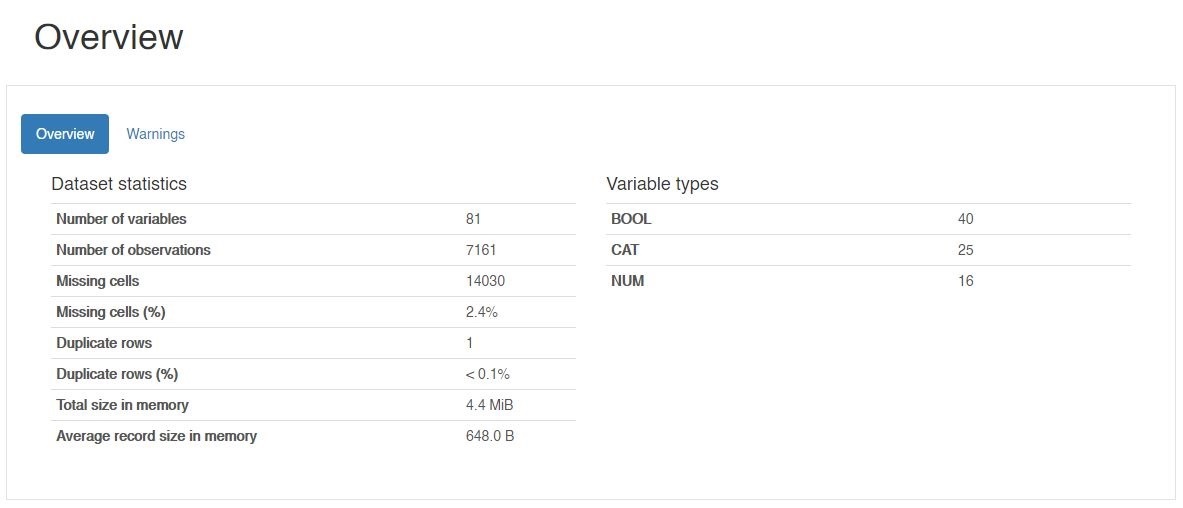 Overview
Overview Warnings
Dataset statistics
Number of variables 81
Number of observations 7161
Missing cells 14030
Missing cells (%) 2.4%
Duplicate rows 1
Duplicate rows (%) < 0.1%
Total size in memory 4.4 MiB
Average record size in memory 648.0 B
Variable types
BOOL 40
CAT 25
NUM 16